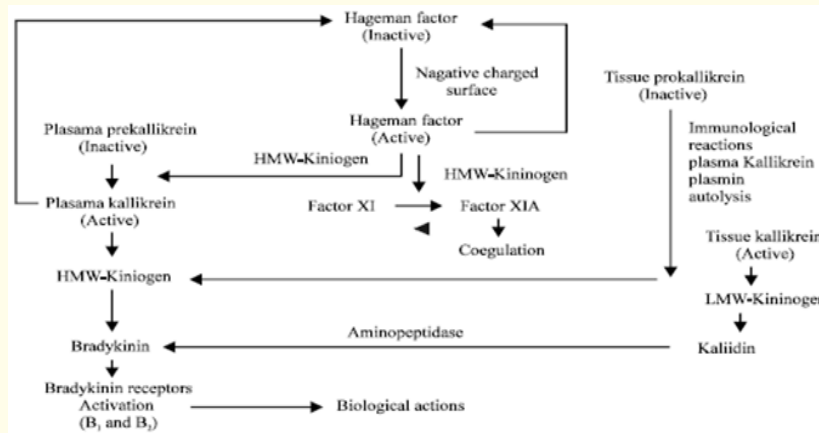 Hageman factor
(Inactive)
Nagative charged
surface
Tissue prokallikrein
(Inactive)
Plasama prekallikrein
(Inactive)
Hageman factor
(Active)
Immunological
reactions
plasma Kallikrein
plasmin
autolysis
HMW-Kiniogen
HMW-Kininogen
Plasama kallikrein
(Active)
Factor XI
Factor XIA
Coegulation
Tissue kallikrein
(Active)
HMW-Kiniogen
LMW-Kininogen
Aminopeptidase
Bradykinin
Kaliidin
Bradykinin receptors
Activation
(B₁ and B₂)
Biological actions